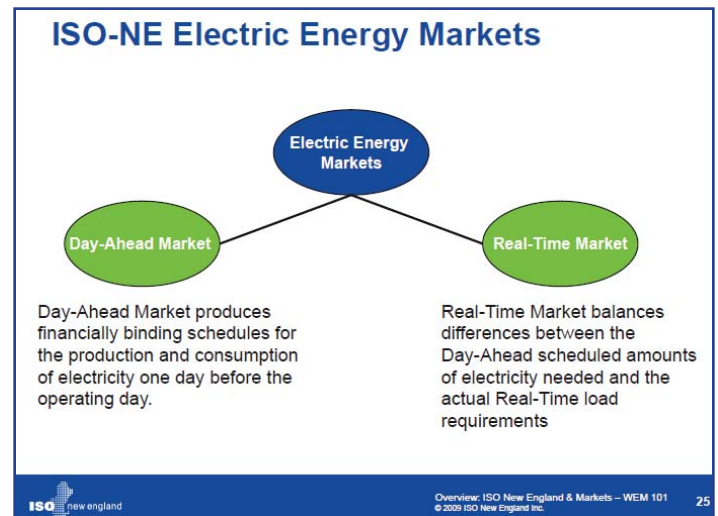 ISO-NE Electric Energy Markets
Electric Energy
Markets
Day-Ahead Market
Real-Time Market
Day-Ahead Market produces
financially binding schedules for
the production and consumption
of electricity one day before the
operating day.
Real-Time Market balances
differences between the
Day-Ahead scheduled amounts
of electricity needed and the
actual Real-Time load
requirements
ISO new england
Overview: ISO New England & Markets – WEM 101
© 2009 ISO New England Inc.
25